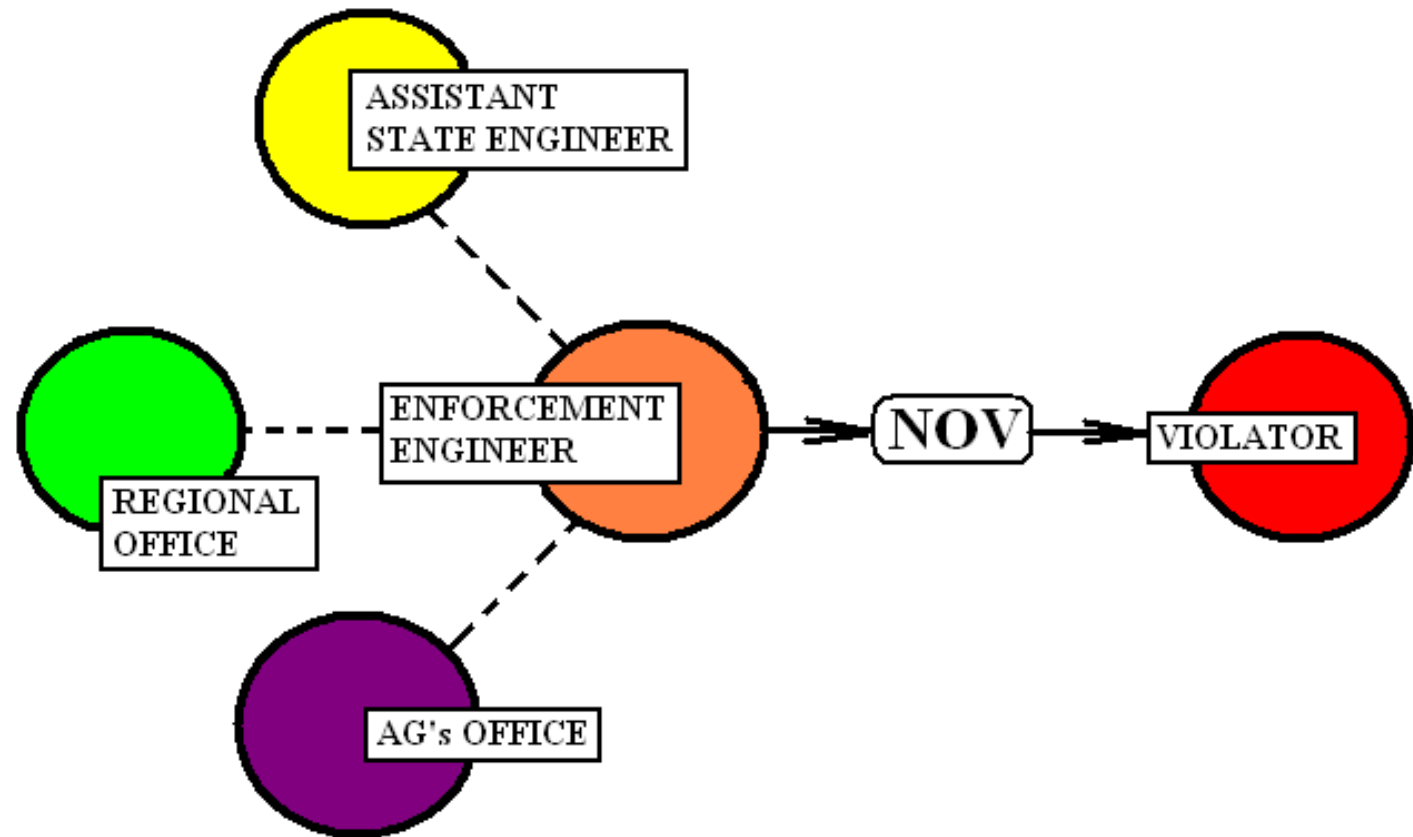 ASSISTANT
STATE ENGINEER
ENFORCEMENT
ENGINEER
NOV
VIOLATOR
REGIONAL
OFFICE
AG's OFFICE